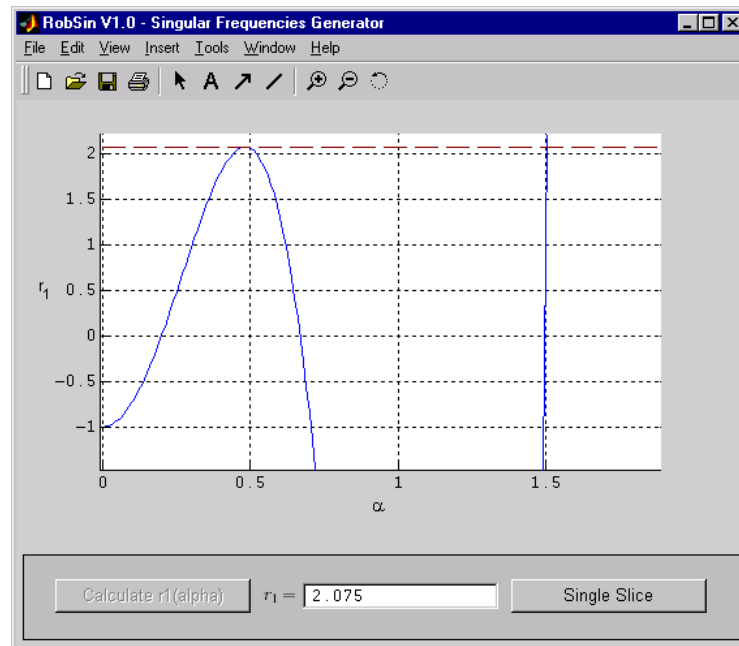 RobSin V1.0 - Singular Frequencies Generator
File Edit View Insert Tools Window Help
A
2
1.5
1
r1 0.5
0
−0.5
−1
0 0.5 1 1.5
α
Calculate r1(alpha) r1 = 2.075 Single Slice